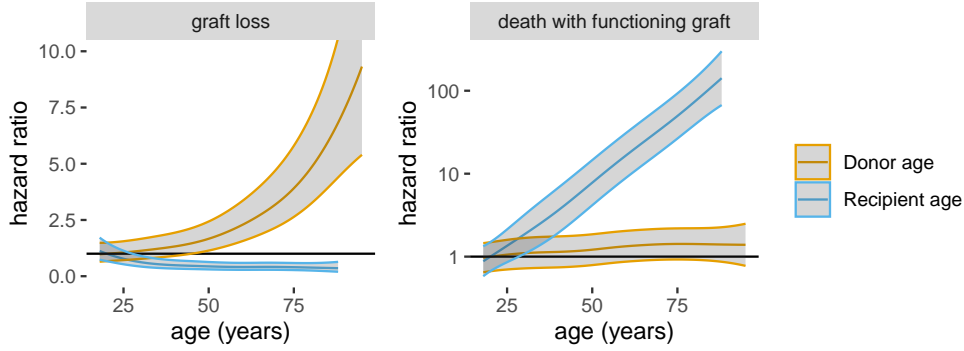 graft loss
death with functioning graft
hazard ratio
10.0
7.5
5.0
2.5
0.0
25
50
75
age (years)
hazard ratio
100
10
1
25
50
75
age (years)
Donor age
Recipient age